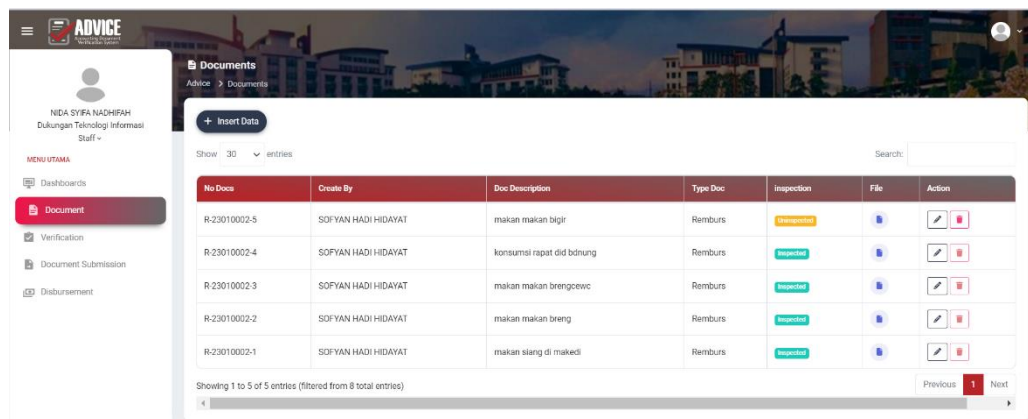 ADVICE
Accounting Document
Verification System
Documents
Advice > Documents
NIDA SYIFA NADHIFAH
Dukungan Teknologi Informasi
Staff
MENU UTAMA
Dashboards
Document
Verification
Document Submission
Disbursement
+ Insert Data
Show 30 entries
Search:
No Docs Create By Doc Description Type Doc Inspection File Action
R-23010002-5 SOFYAN HADI HIDAYAT makan makan bigir Remburs
R-23010002-4 SOFYAN HADI HIDAYAT konsumsi rapat did bdnung Remburs Inspected
R-23010002-3 SOFYAN HADI HIDAYAT makan makan brengcewc Remburs Inspected
R-23010002-2 SOFYAN HADI HIDAYAT makan makan breng Remburs Inspected
R-23010002-1 SOFYAN HADI HIDAYAT makan siang di makedi Remburs Inspected
Showing 1 to 5 of 5 entries (filtered from 8 total entries)
Previous 1 Next